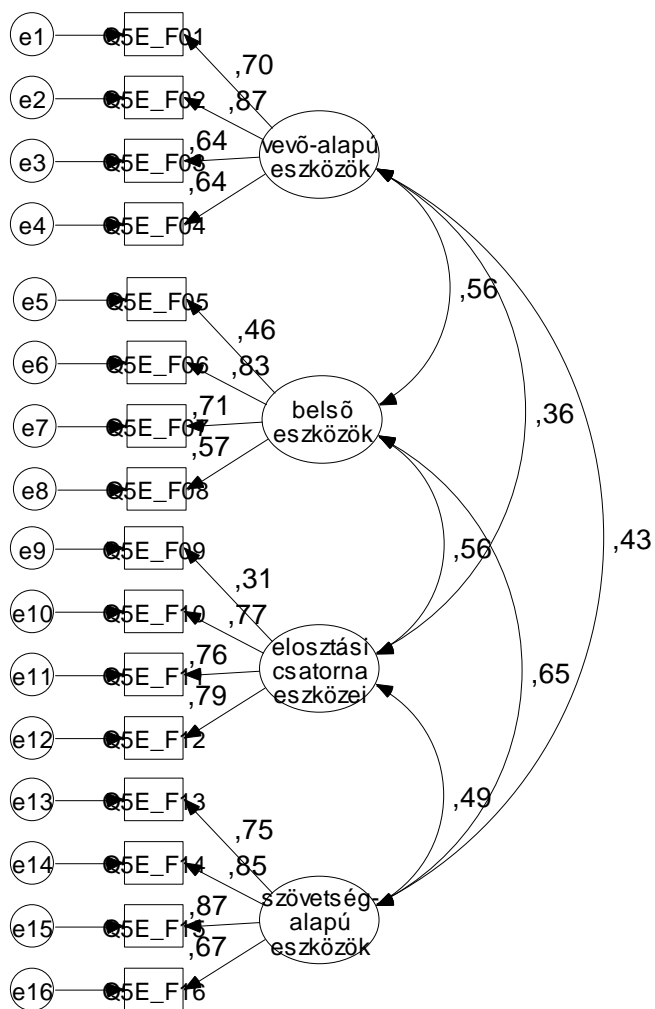 e1
Q5E_F01
,70
e2
Q5E_F02
,87
e3
Q5E_F03
,64
vevõ-alapú
eszközök
e4
Q5E_F04
,64
,56
e5
Q5E_F05
,46
e6
Q5E_F06
,83
e7
Q5E_F07
,71
belsõ
eszközök
,36
e8
Q5E_F08
,57
e9
Q5E_F09
,31
,56
,43
e10
Q5E_F10
,77
e11
Q5E_F11
,76
elosztási
csatorna
eszközei
,65
e12
Q5E_F12
,79
e13
Q5E_F13
,75
,49
e14
Q5E_F14
,85
e15
Q5E_F15
,87
szövetség-
alapú
eszközök
e16
Q5E_F16
,67